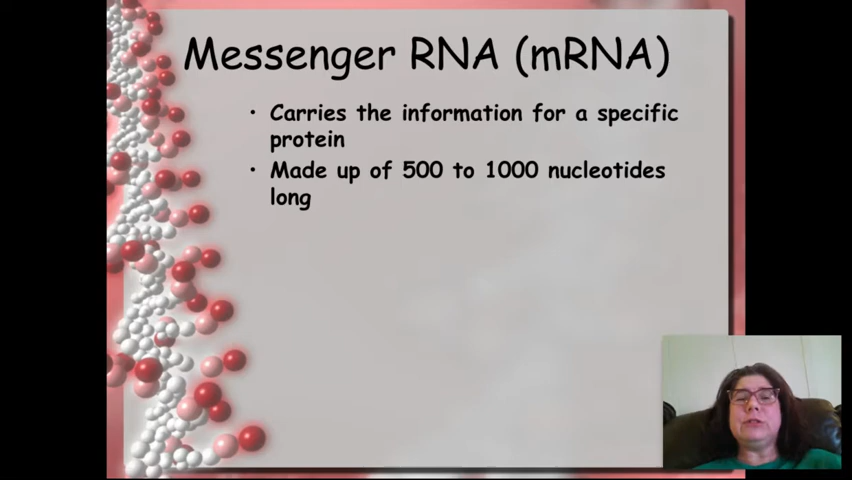 Messenger RNA (mRNA)
• Carries the information for a specific
protein
• Made up of 500 to 1000 nucleotides
long